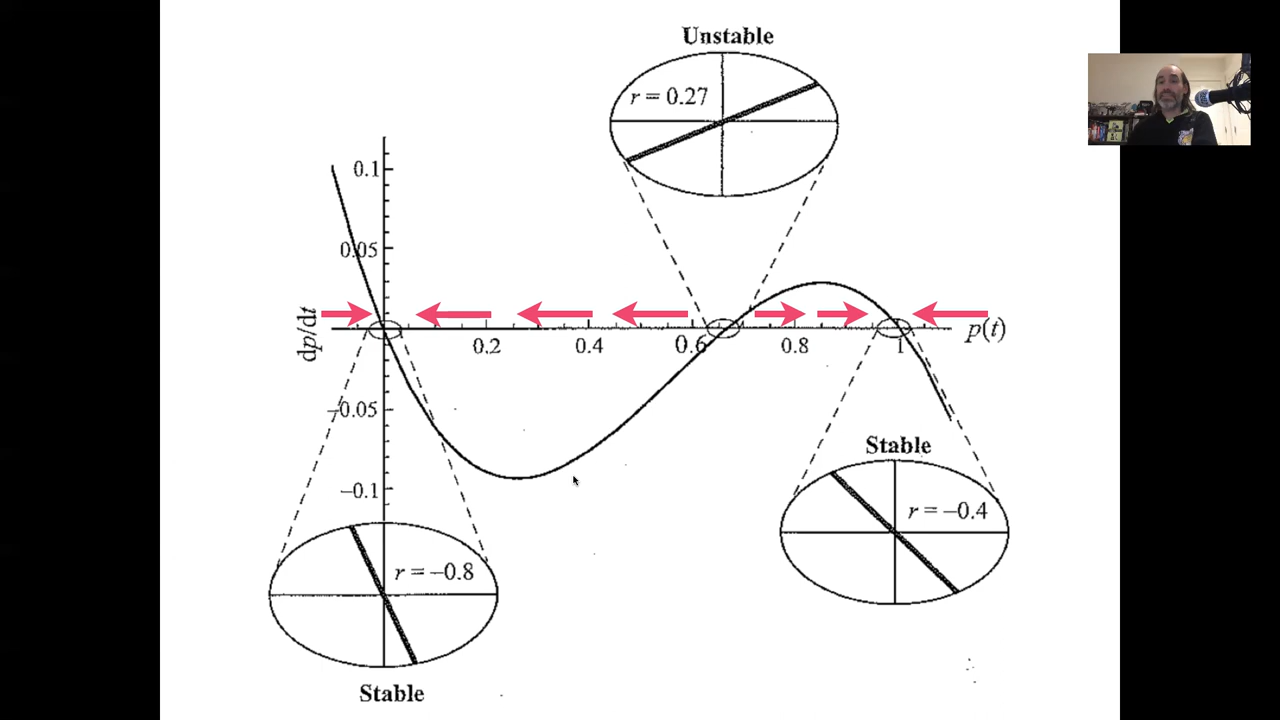 Unstable
r = 0.27
0.1
0.05
dp/dt
0.2
0.4
0.6
0.8
1
p(t)
−0.05
−0.1
Stable
r = −0.4
r = −0.8
Stable